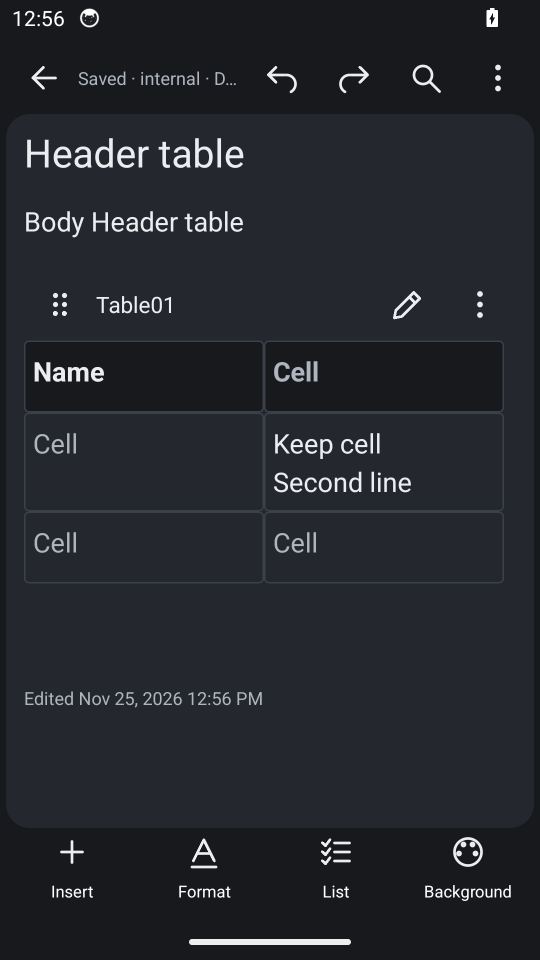 12:56
Saved · internal · D...
Header table
Body Header table
Table01
Name
Cell
Cell
Keep cell
Second line
Cell
Cell
Edited Nov 25, 2026 12:56 PM
Insert
Format
List
Background